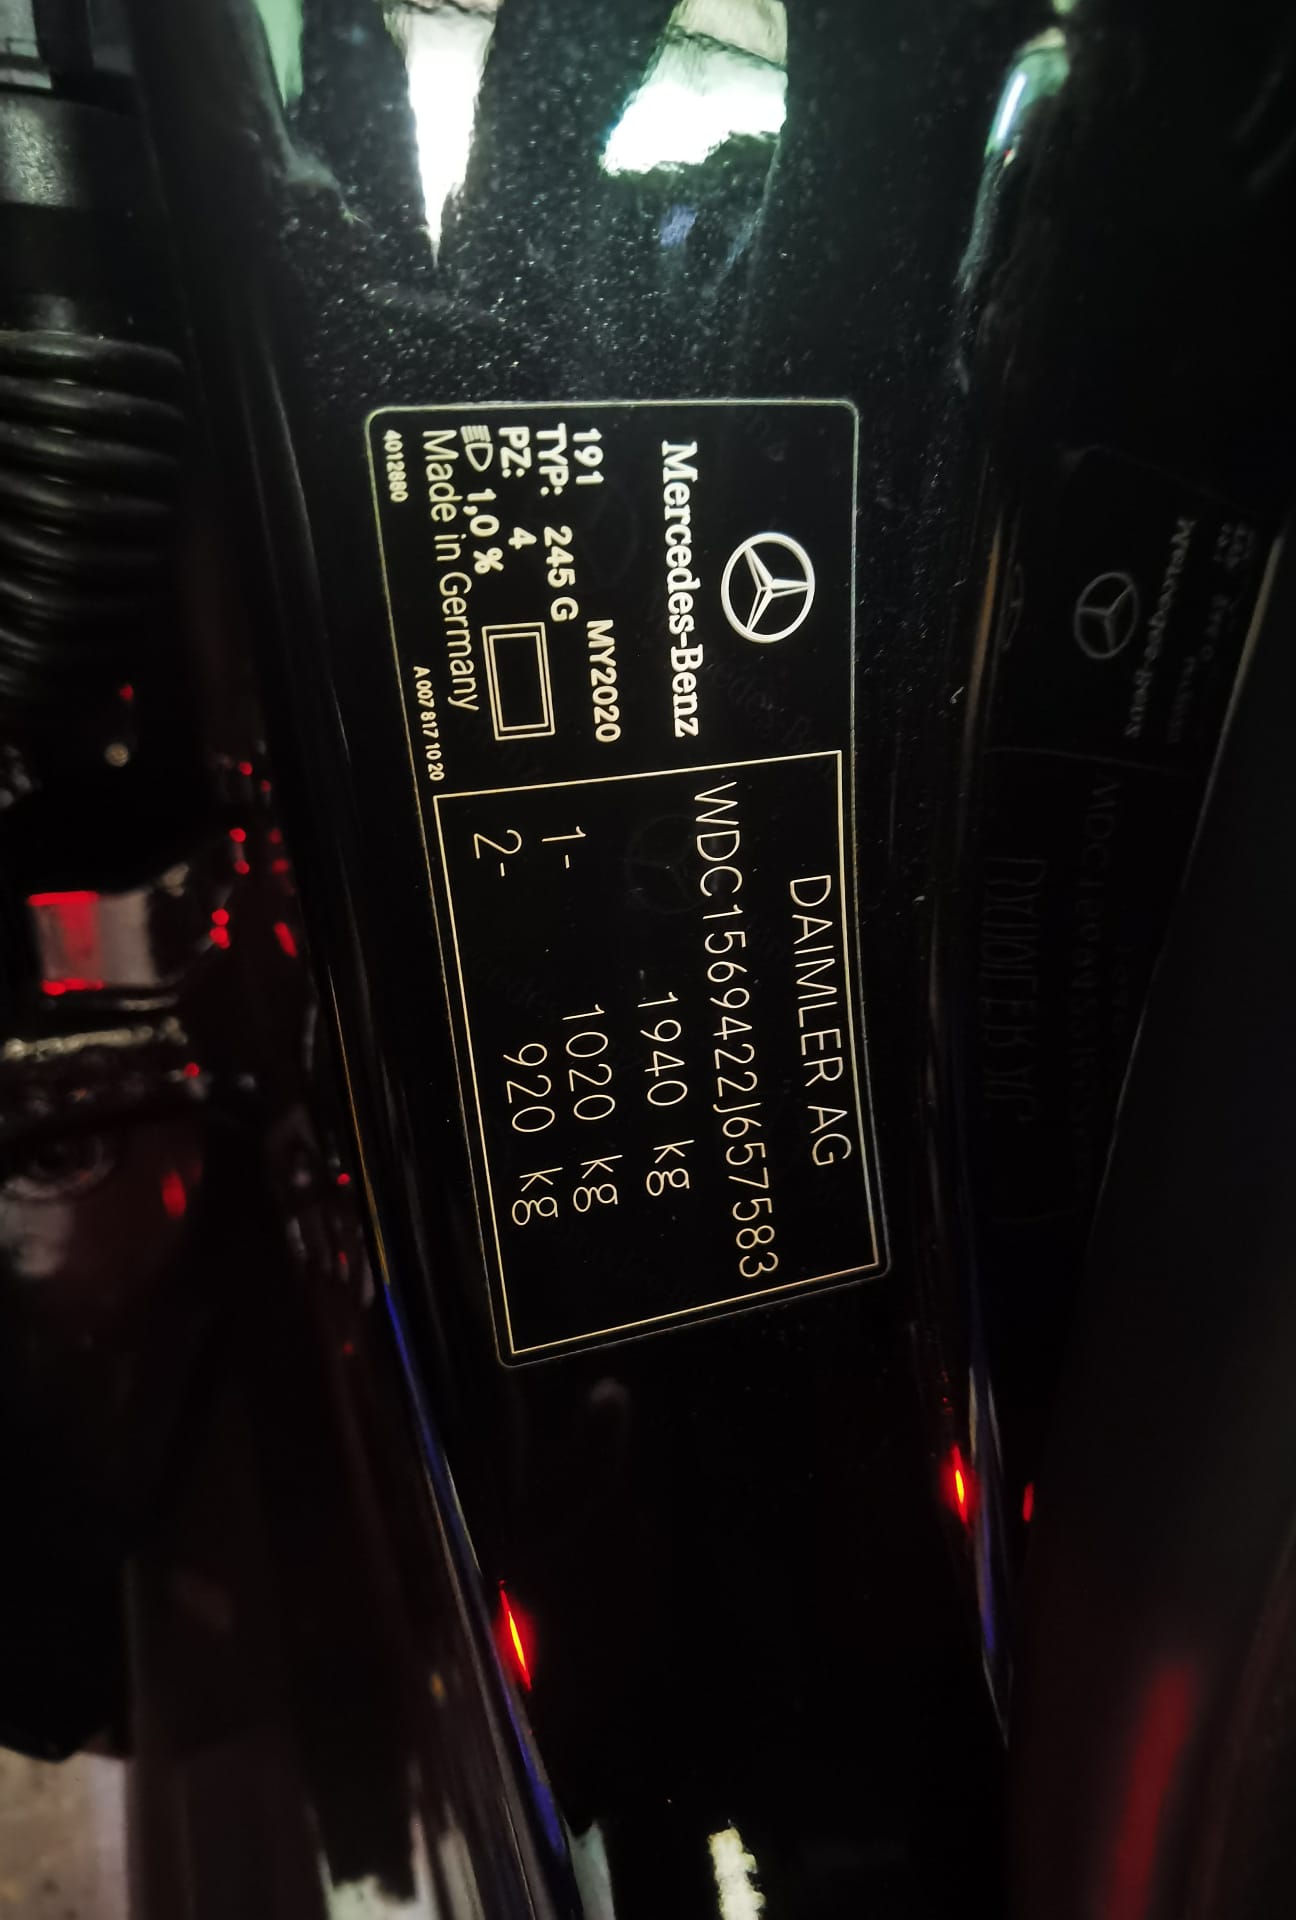 Mercedes-Benz
191 MY2020
TYP: 245 G
PZ: 4
1,0 %
Made in Germany
4012880 A 007 817 10 20
DAIMLER AG
WDC1569422J657583
1940 kg
1- 1020 kg
2- 920 kg